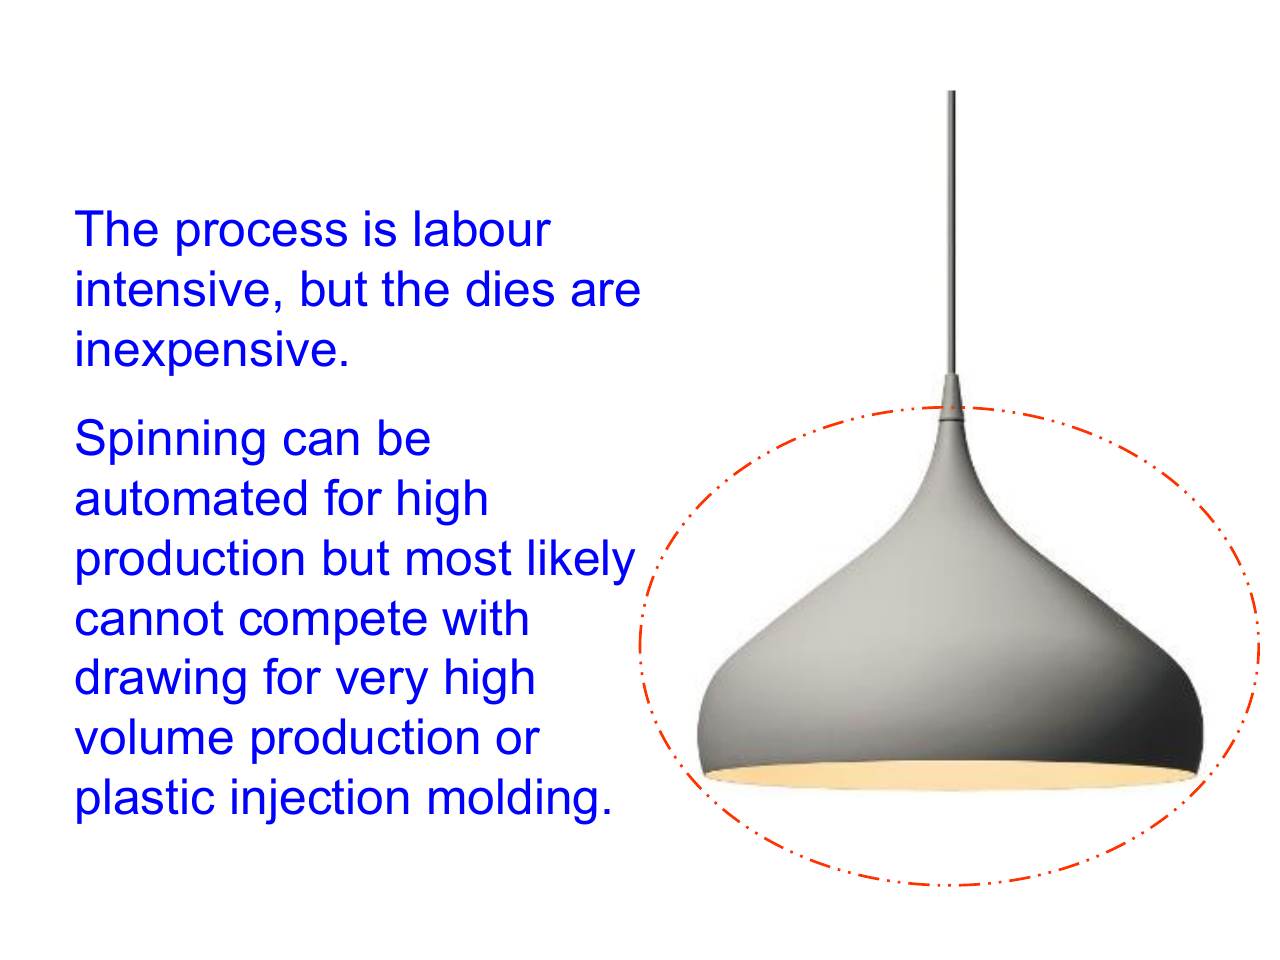 The process is labour
intensive, but the dies are
inexpensive.
Spinning can be
automated for high
production but most likely
cannot compete with
drawing for very high
volume production or
plastic injection molding.